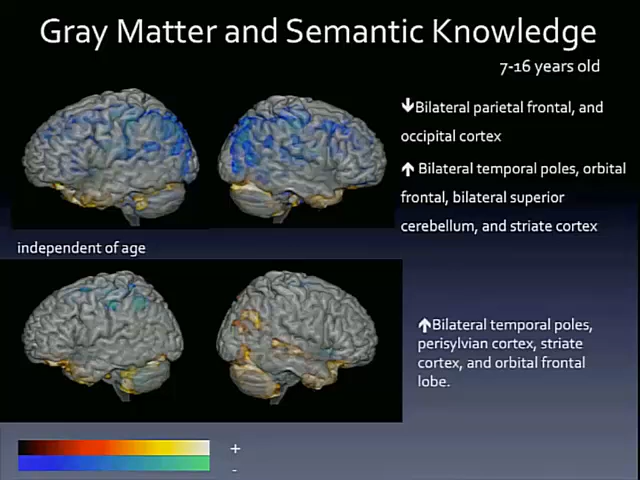 Gray Matter and Semantic Knowledge
7-16 years old
🡻Bilateral parietal frontal, and
occipital cortex
🡹 Bilateral temporal poles, orbital
frontal, bilateral superior
cerebellum, and striate cortex
independent of age
🡹Bilateral temporal poles,
perisylvian cortex, striate
cortex, and orbital frontal
lobe.
+
-